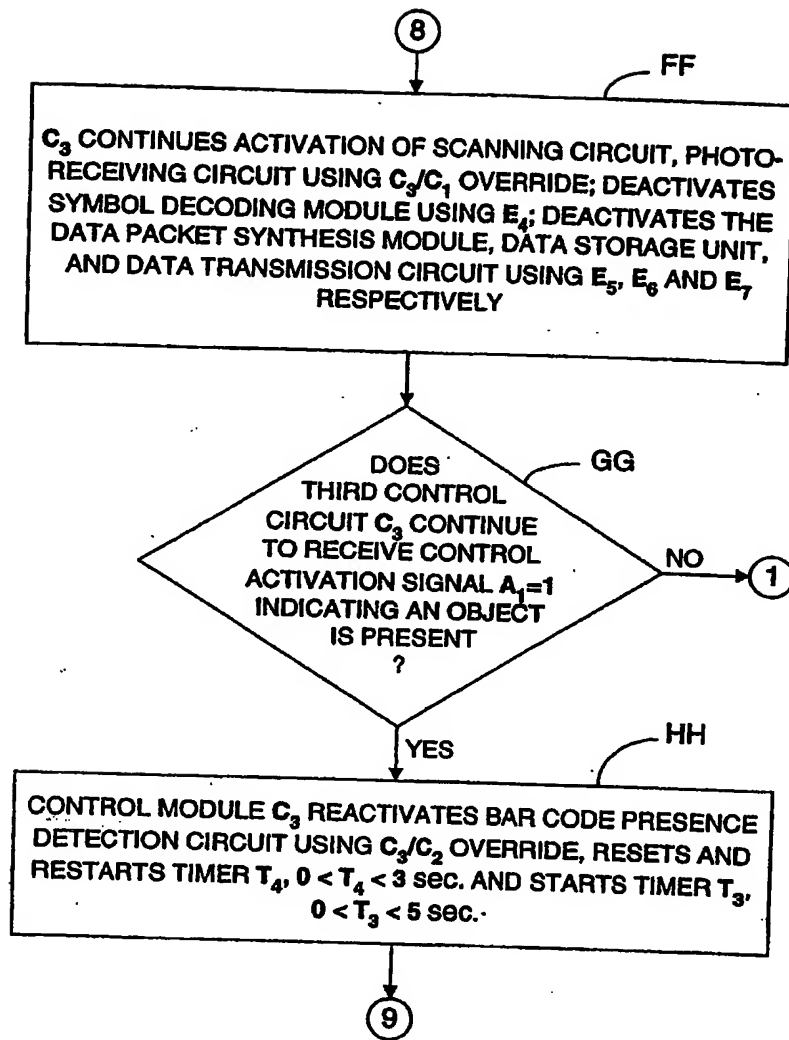 8
FF
C3 CONTINUES ACTIVATION OF SCANNING CIRCUIT, PHOTO-
RECEIVING CIRCUIT USING C3/C1 OVERRIDE; DEACTIVATES
SYMBOL DECODING MODULE USING E4; DEACTIVATES THE
DATA PACKET SYNTHESIS MODULE, DATA STORAGE UNIT,
AND DATA TRANSMISSION CIRCUIT USING E5, E6 AND E7
RESPECTIVELY
GG
DOES
THIRD CONTROL
CIRCUIT C3 CONTINUE
TO RECEIVE CONTROL
ACTIVATION SIGNAL A1=1
INDICATING AN OBJECT
IS PRESENT
?
NO
1
YES
HH
CONTROL MODULE C3 REACTIVATES BAR CODE PRESENCE
DETECTION CIRCUIT USING C3/C2 OVERRIDE, RESETS AND
RESTARTS TIMER T4, 0 < T4 < 3 sec. AND STARTS TIMER T3,
0 < T3 < 5 sec.
9